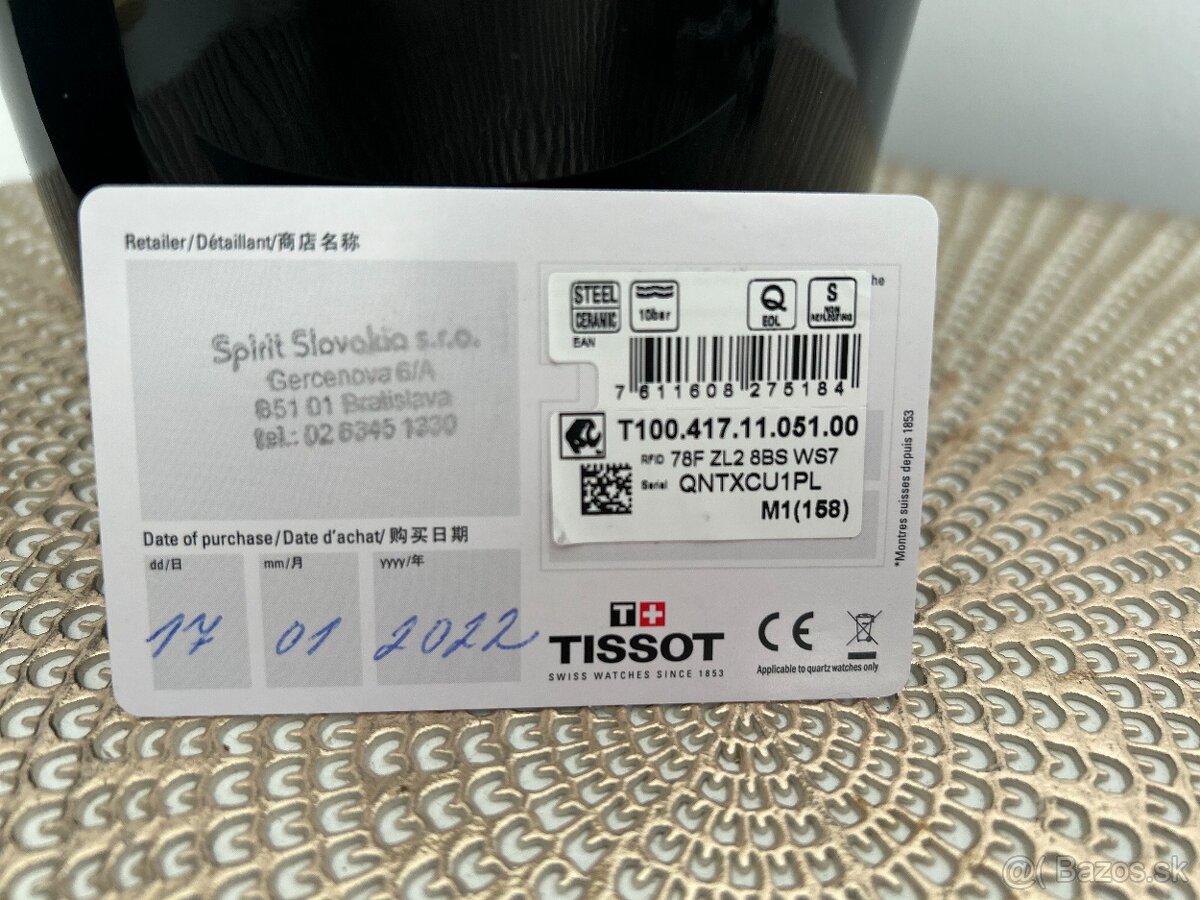 Retailer/Détaillant/商店名称
Spirit Slovakia s.r.o.
Gercenova 6/A
851 01 Bratislava
tel.: 02 6345 1330
Date of purchase/Date d'achat/购买日期
dd/日
mm/月
yyyy/年
17 01 2022
he
STEEL
CERAMIC
10bar
Q
EOL
S
NON
REFLECTING
EAN
7 611608 275184
T100.417.11.051.00
RFID 78F ZL2 8BS WS7
Serial QNTXCU1PL
M1(158)
*Montres suisses depuis 1853
T+
TISSOT
SWISS WATCHES SINCE 1853
CE
Applicable to quartz watches only
@( Bazos.sk